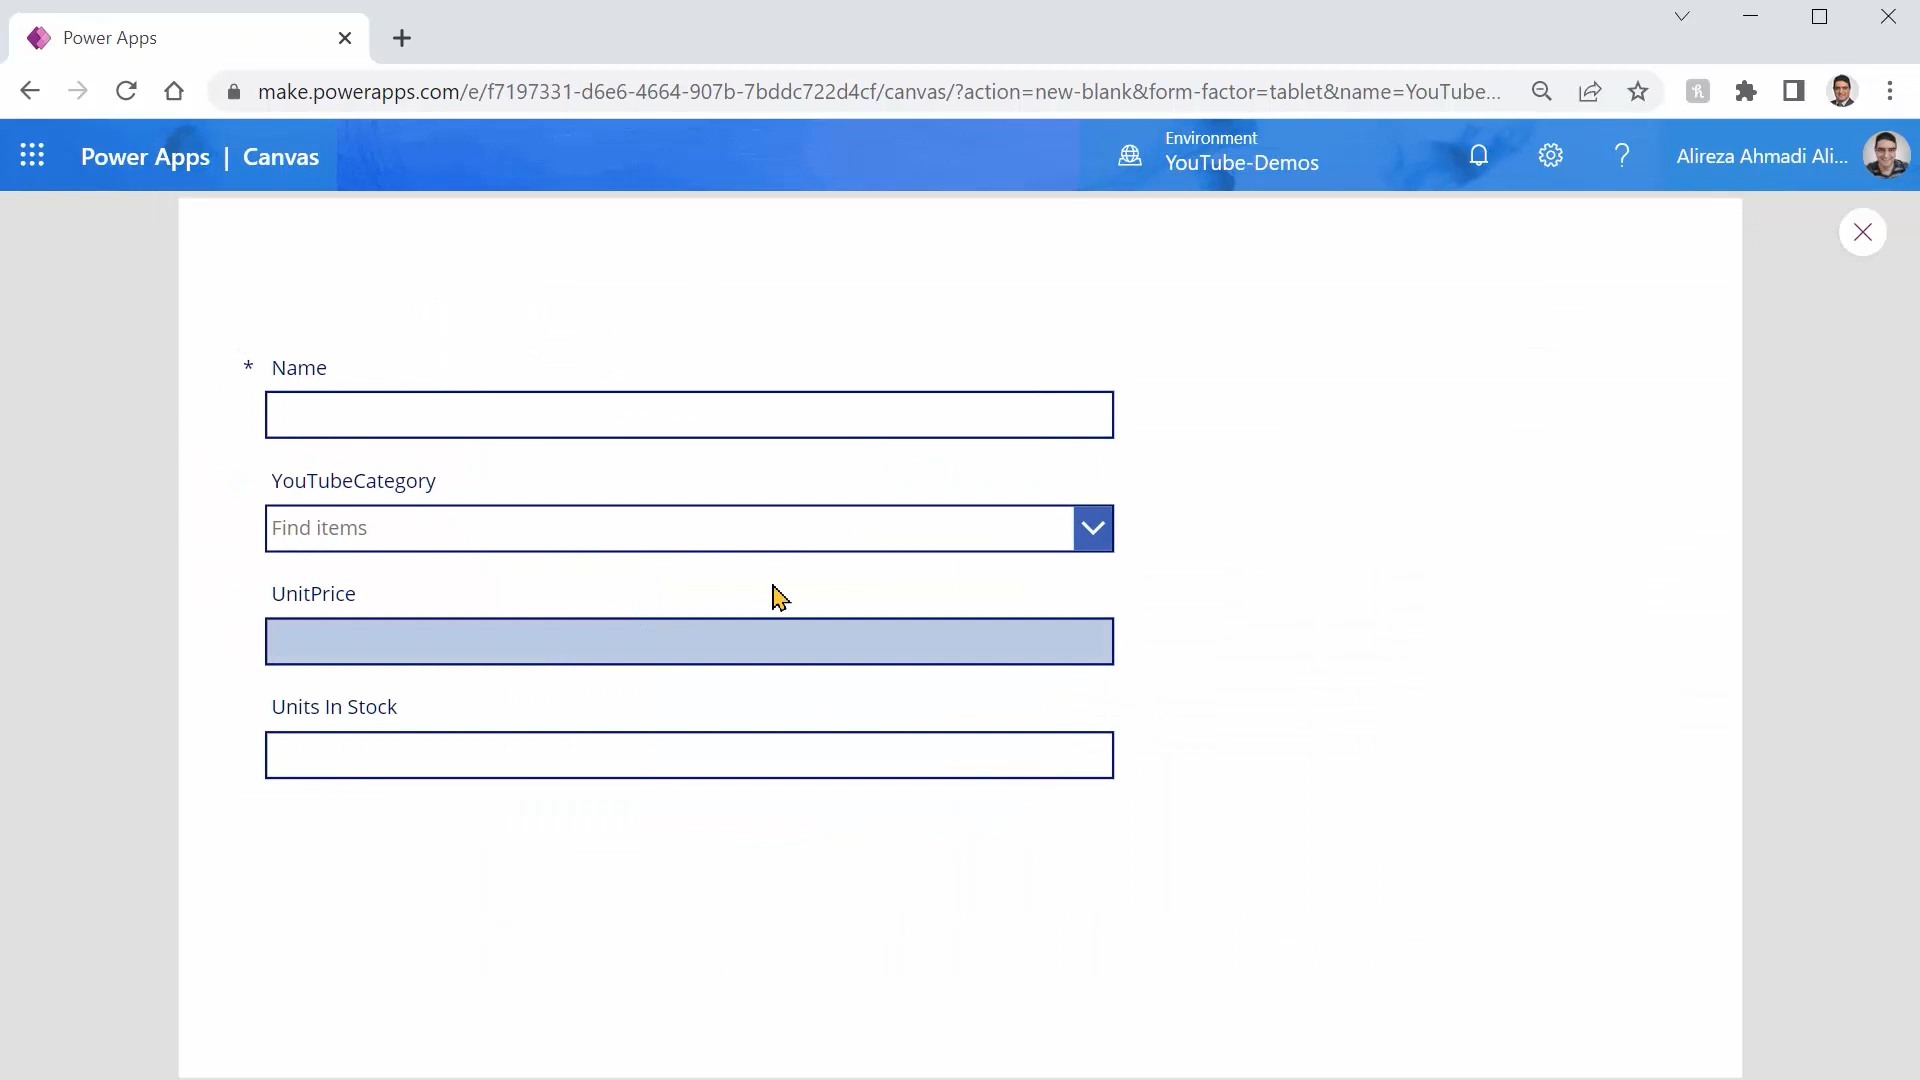 Power Apps
make.powerapps.com/e/f7197331-d6e6-4664-907b-7bddc722d4cf/canvas/?action=new-blank&form-factor=tablet&name=YouTube...
Power Apps | Canvas
Environment
YouTube-Demos
Alireza Ahmadi Ali...
* Name
YouTubeCategory
Find items
UnitPrice
Units In Stock